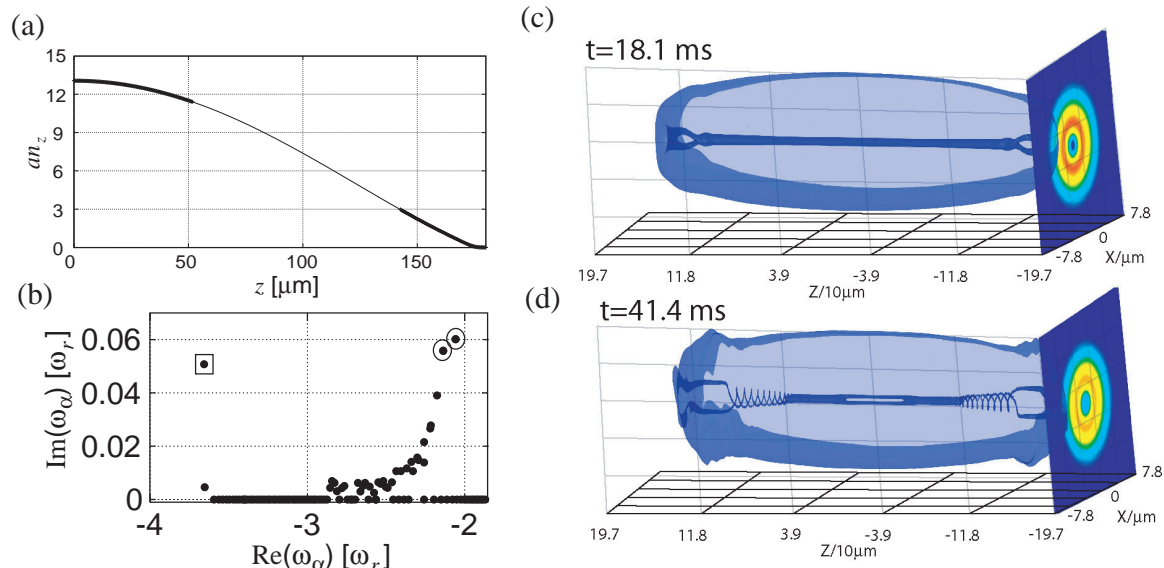 (a)
15
12
9
6
3
0
an_z
0 50 100 150
z [μm]
(b)
0.06
0.04
0.02
0
Im(ω_α) [ω_r]
-4 -3 -2
Re(ω_α) [ω_r]
(c)
t=18.1 ms
7.8
0
-7.8
X/μm
19.7 11.8 3.9 -3.9 -11.8 -19.7
Z/10μm
(d)
t=41.4 ms
7.8
0
-7.8
X/μm
19.7 11.8 3.9 -3.9 -11.8 -19.7
Z/10μm